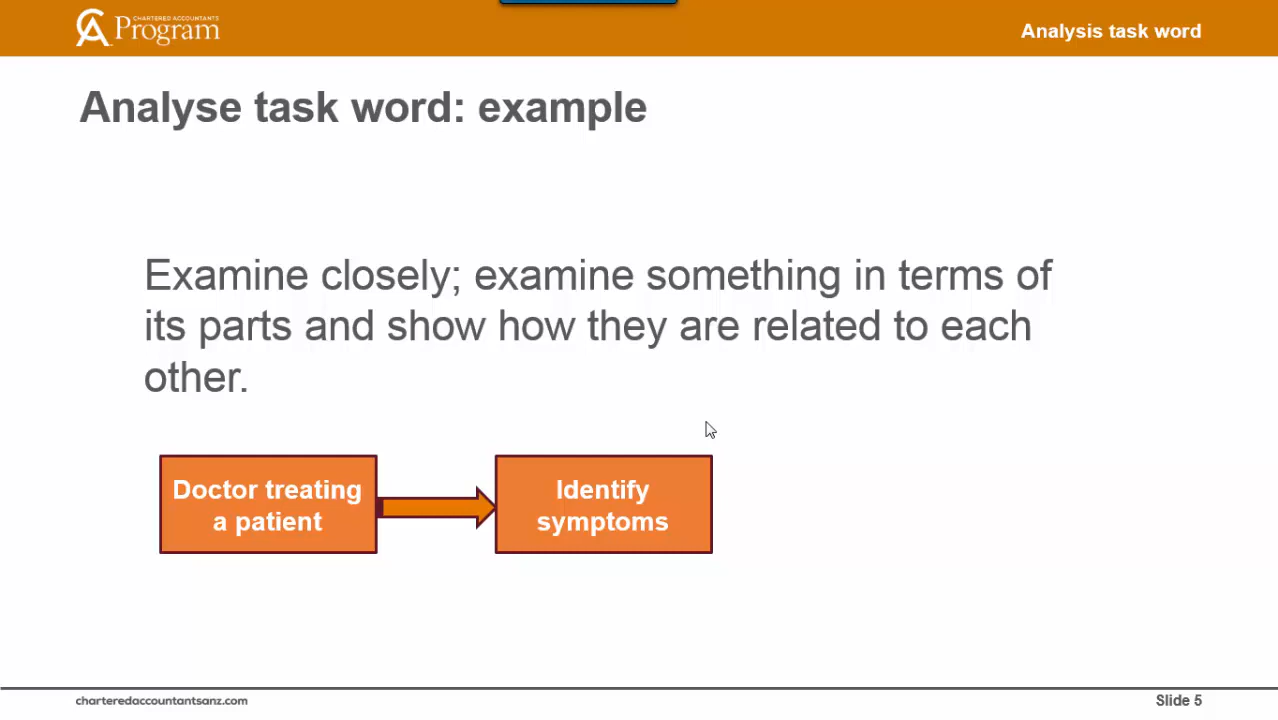 CHARTERED ACCOUNTANTS
CA Program
Analysis task word
Analyse task word: example
Examine closely; examine something in terms of
its parts and show how they are related to each
other.
Doctor treating
a patient
Identify
symptoms
charteredaccountantsanz.com
Slide 5